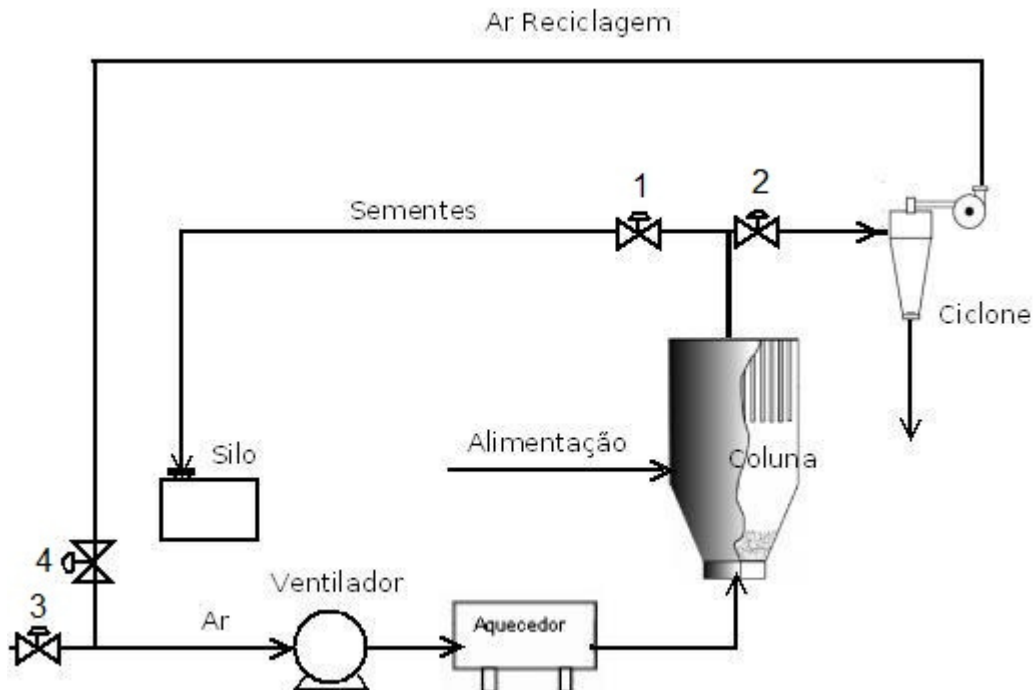 Ar Reciclagem
1
2
Sementes
Ciclone
Alimentação
Silo
Coluna
4
Ventilador
3
Ar
Aquecedor